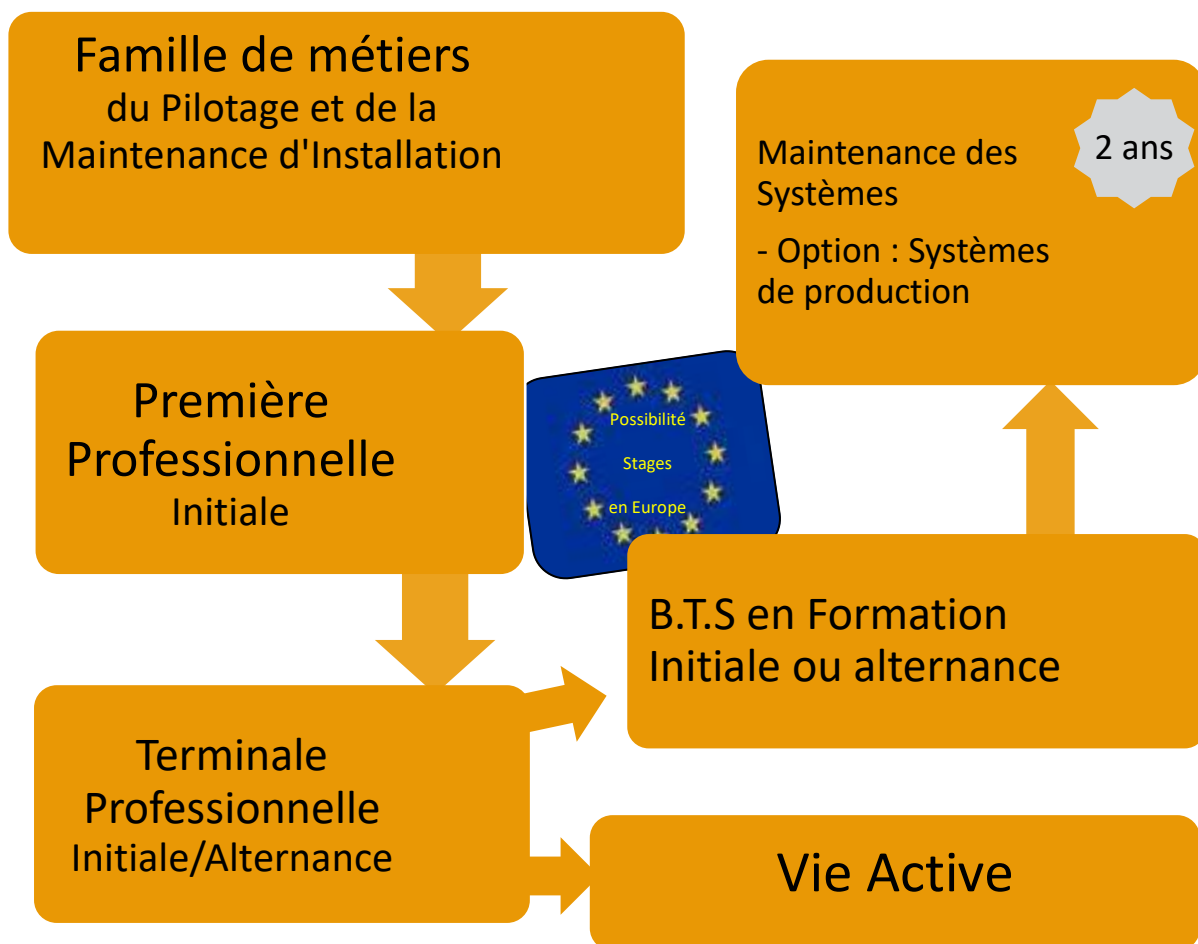 Famille de métiers
du Pilotage et de la
Maintenance d'Installation
Première
Professionnelle
Initiale
Terminale
Professionnelle
Initiale/Alternance
Possibilité
Stages
en Europe
Maintenance des
Systèmes
- Option : Systèmes
de production
2 ans
B.T.S en Formation
Initiale ou alternance
Vie Active